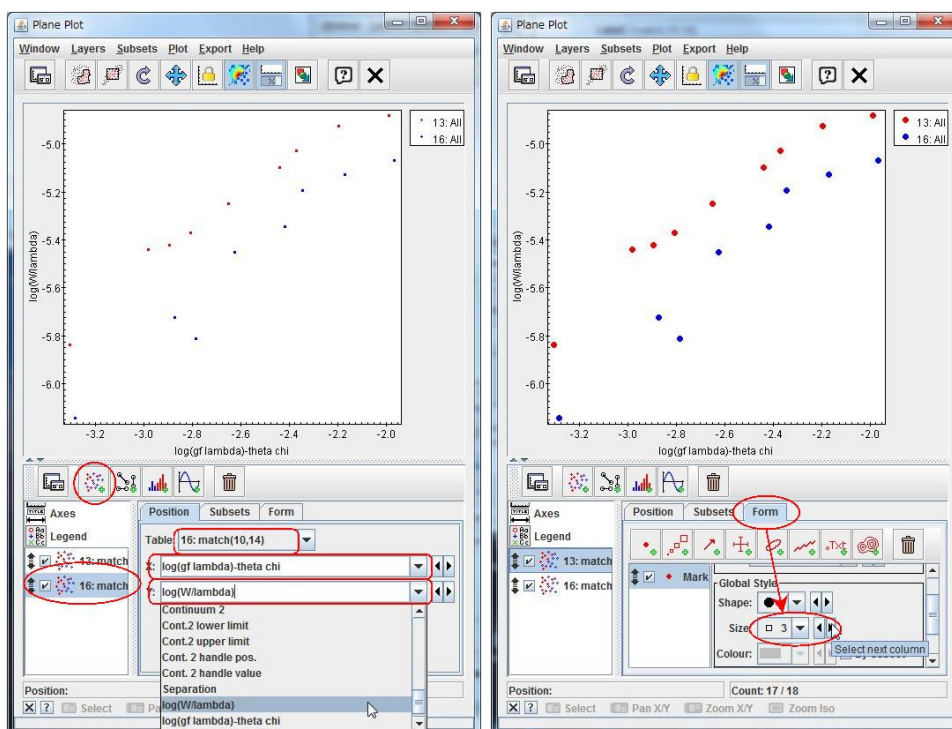 Plane Plot
Window Layers Subsets Plot Export Help
13: All
16: All
-5.0
-5.2
-5.4
-5.6
-5.8
-6.0
log(W/lambda)
-3.2 -3.0 -2.8 -2.6 -2.4 -2.2 -2.0
log(gf lambda)-theta chi
Axes
Legend
13: match
16: match
Position Subsets Form
Table: 16: match(10,14)
X: log(gf lambda)-theta chi
Y: log(W/lambda)
Continuum 2
Cont.2 lower limit
Cont.2 upper limit
Cont. 2 handle pos.
Cont. 2 handle value
Separation
log(W/lambda)
log(gf lambda)-theta chi
Position:
Select
Plane Plot
Window Layers Subsets Plot Export Help
13: All
16: All
-5.0
-5.2
-5.4
-5.6
-5.8
-6.0
log(W/lambda)
-3.2 -3.0 -2.8 -2.6 -2.4 -2.2 -2.0
log(gf lambda)-theta chi
Axes
Legend
13: match
16: match
Position Subsets Form
Mark
Global Style
Shape:
Size: 3
Select next column
Colour:
Position: Count: 17 / 18
Select Pan X/Y Zoom X/Y Zoom Iso